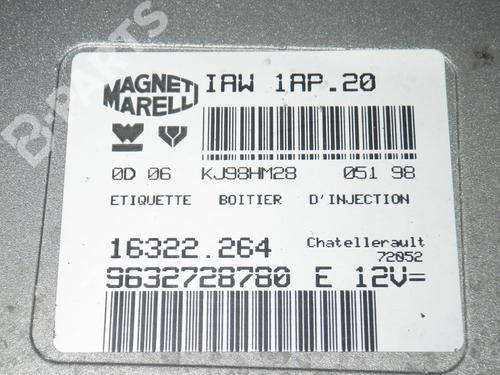 B-PARTS
MAGNETI MARELLI
IAW 1AP.20
0D 06 KJ98HM28 051 98
ETIQUETTE BOITIER D'INJECTION
16322.264 Chatellerault
72052
9632728780 E 12V=